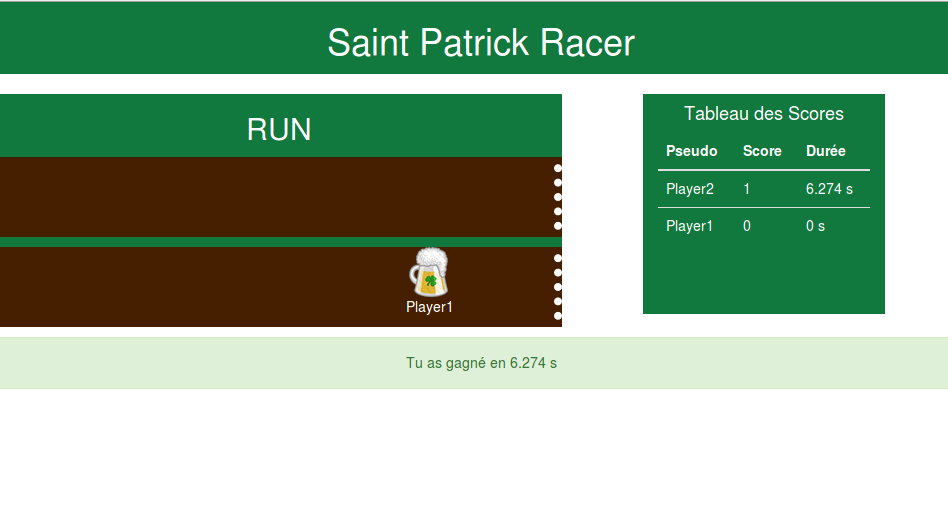 Saint Patrick Racer
RUN
Player1
Tableau des Scores
Pseudo Score Durée
Player2 1 6.274 s
Player1 0 0 s
Tu as gagné en 6.274 s